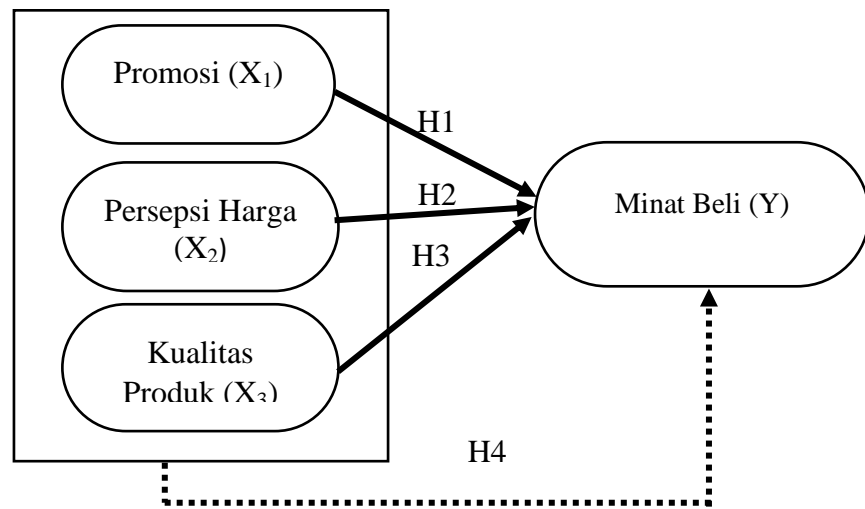 Promosi (X₁)
H1
Persepsi Harga
(X₂)
H2
Minat Beli (Y)
H3
Kualitas
Produk (X₃)
H4